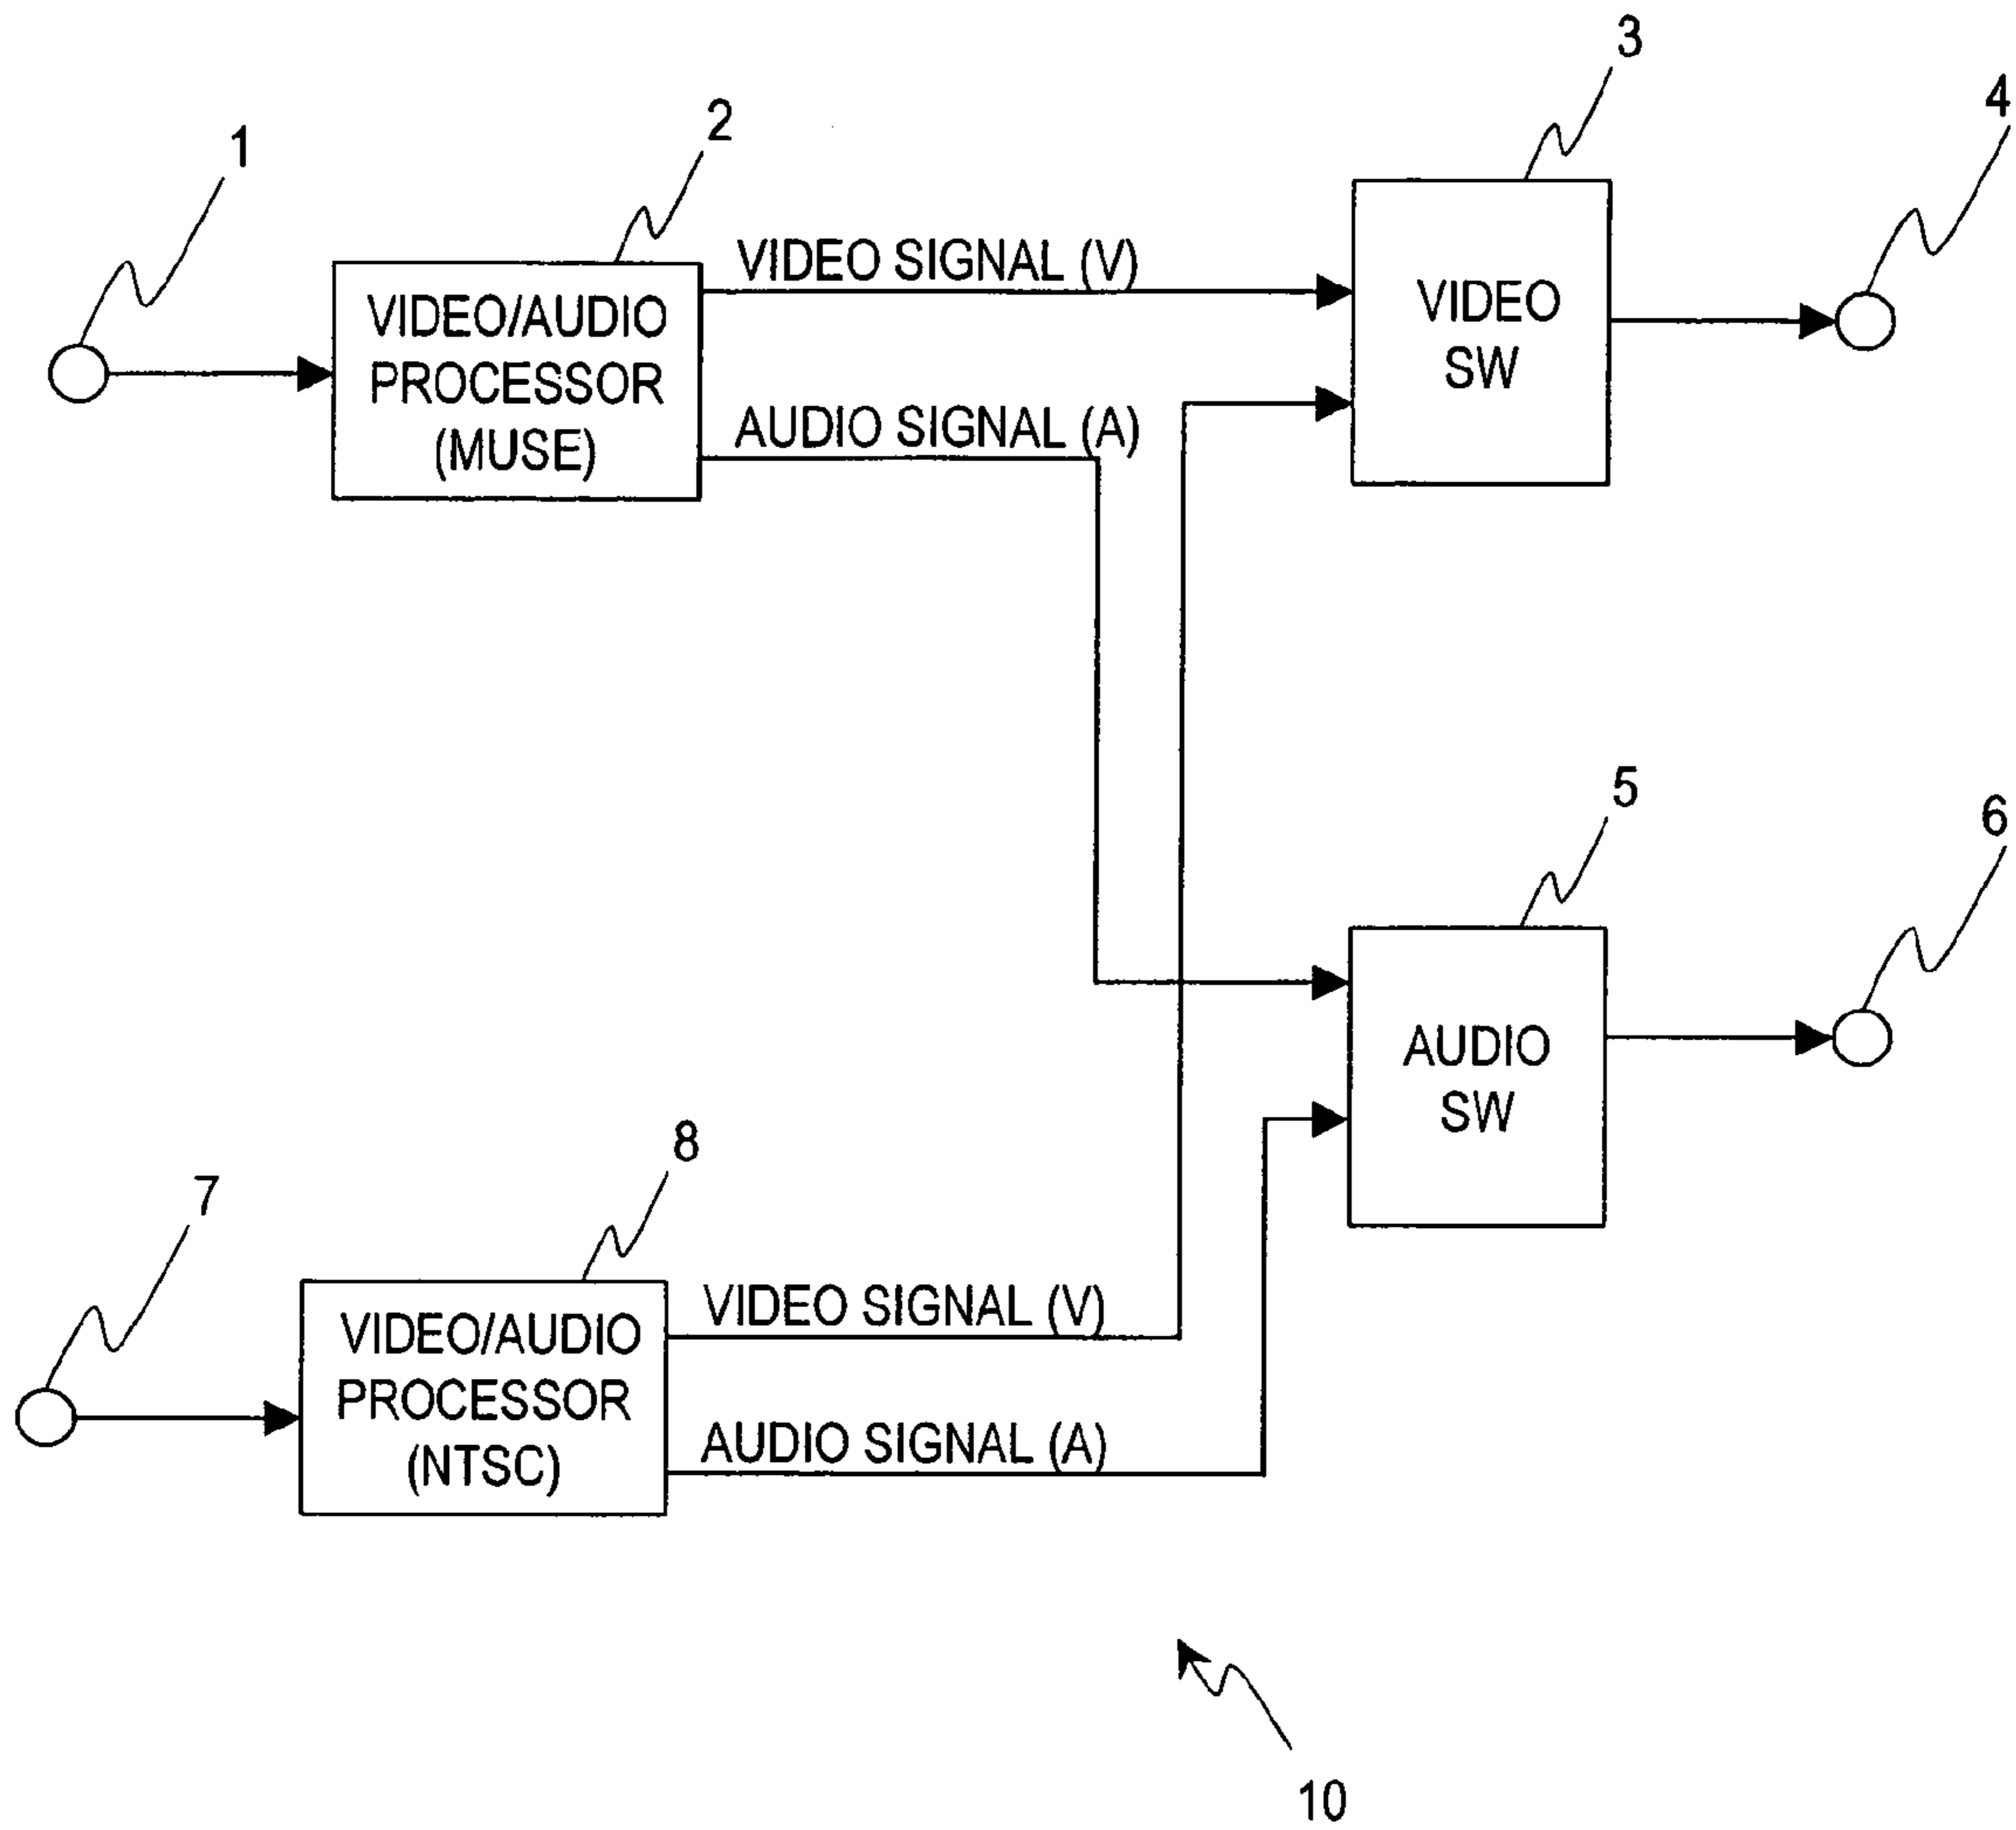 3
4
2
1
VIDEO SIGNAL (V)
VIDEO/AUDIO
PROCESSOR
(MUSE)
VIDEO
SW
AUDIO SIGNAL (A)
5
6
AUDIO
SW
8
7
VIDEO SIGNAL (V)
VIDEO/AUDIO
PROCESSOR
(NTSC)
AUDIO SIGNAL (A)
10